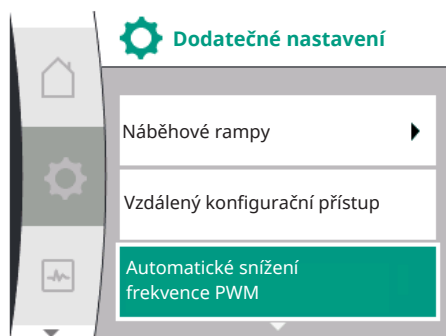 Dodatečné nastavení
Náběhové rampy
Vzdálený konfigurační přístup
Automatické snížení
frekvence PWM